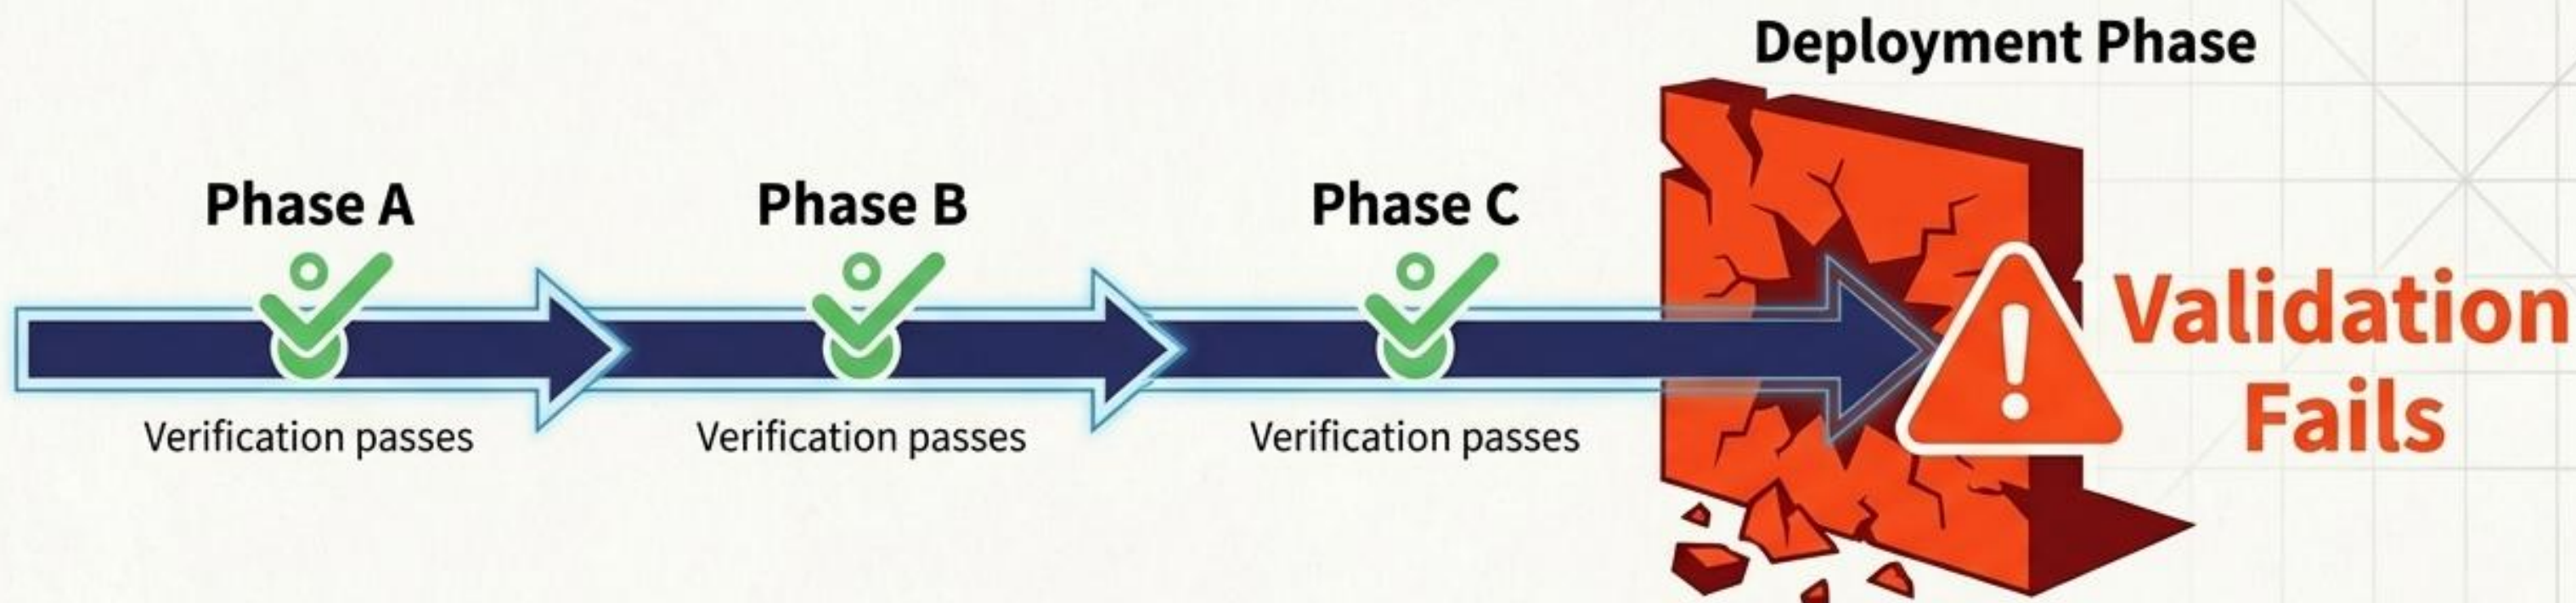 Deployment Phase
Phase A
Phase B
Phase C
Verification passes
Verification passes
Verification passes
Validation
Fails